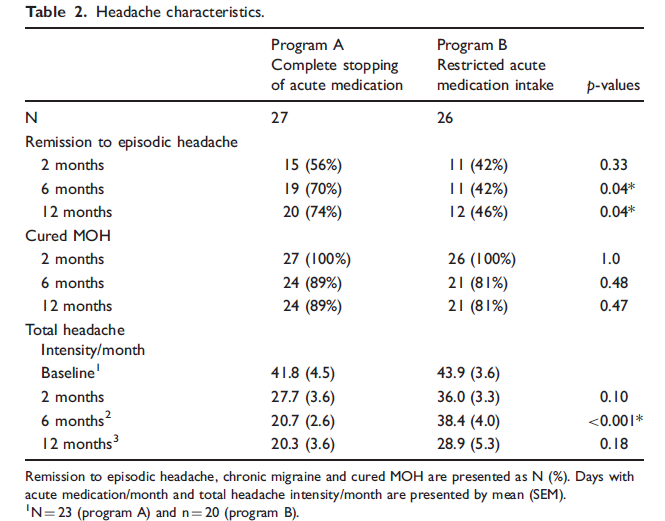 Table 2. Headache characteristics.
Program A Program B
Complete stopping Restricted acute
of acute medication medication intake p-values
N 27 26
Remission to episodic headache
2 months 15 (56%) 11 (42%) 0.33
6 months 19 (70%) 11 (42%) 0.04*
12 months 20 (74%) 12 (46%) 0.04*
Cured MOH
2 months 27 (100%) 26 (100%) 1.0
6 months 24 (89%) 21 (81%) 0.48
12 months 24 (89%) 21 (81%) 0.47
Total headache
Intensity/month
Baseline¹ 41.8 (4.5) 43.9 (3.6)
2 months 27.7 (3.6) 36.0 (3.3) 0.10
6 months² 20.7 (2.6) 38.4 (4.0) <0.001*
12 months³ 20.3 (3.6) 28.9 (5.3) 0.18
Remission to episodic headache, chronic migraine and cured MOH are presented as N (%). Days with
acute medication/month and total headache intensity/month are presented by mean (SEM).
¹N = 23 (program A) and n = 20 (program B).